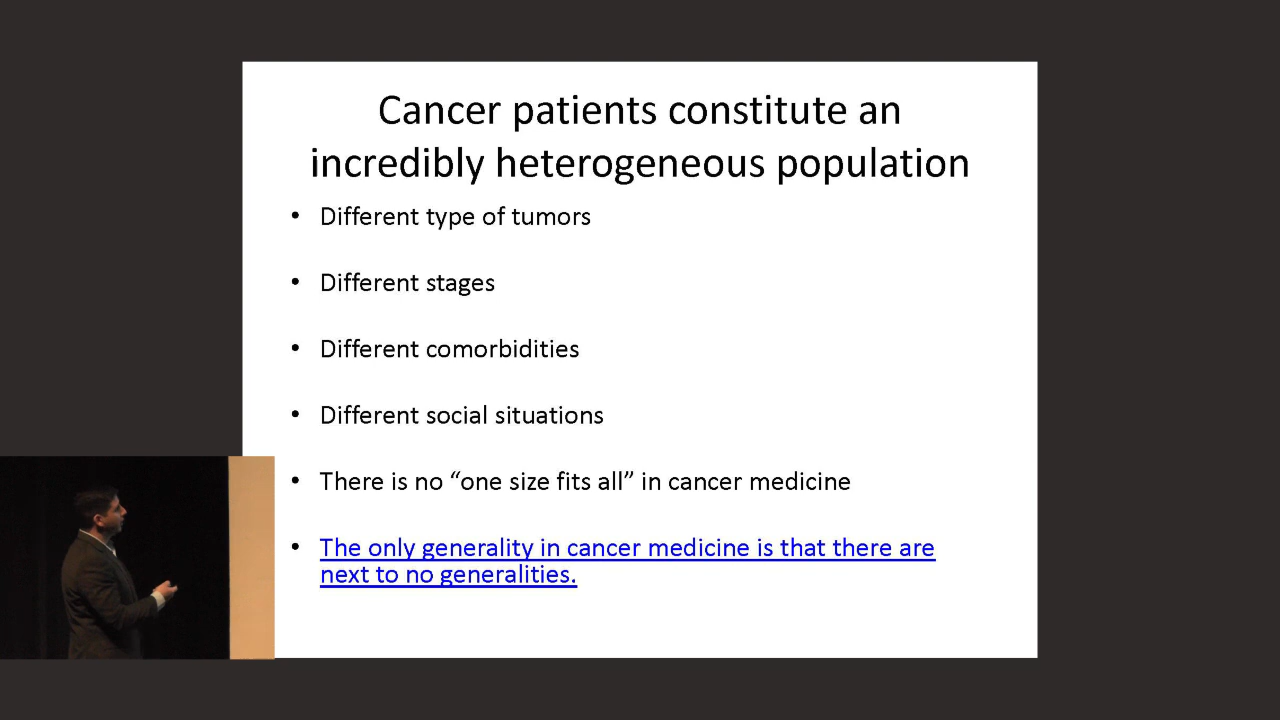 Cancer patients constitute an
incredibly heterogeneous population
• Different type of tumors
• Different stages
• Different comorbidities
• Different social situations
• There is no “one size fits all” in cancer medicine
• The only generality in cancer medicine is that there are
next to no generalities.